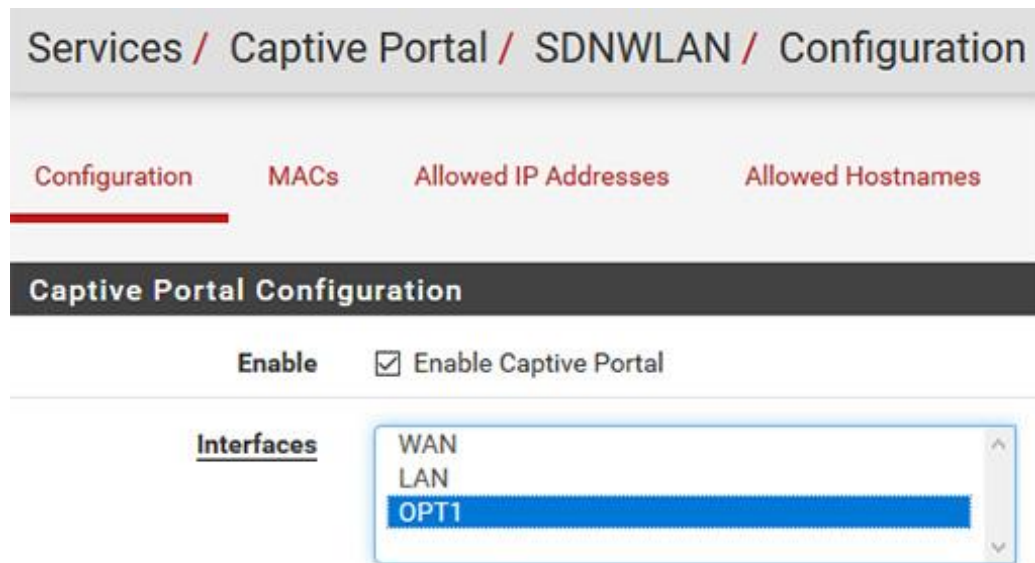 Services / Captive Portal / SDNWLAN / Configuration
Configuration MACs Allowed IP Addresses Allowed Hostnames
Captive Portal Configuration
Enable Enable Captive Portal
Interfaces WAN
LAN
OPT1